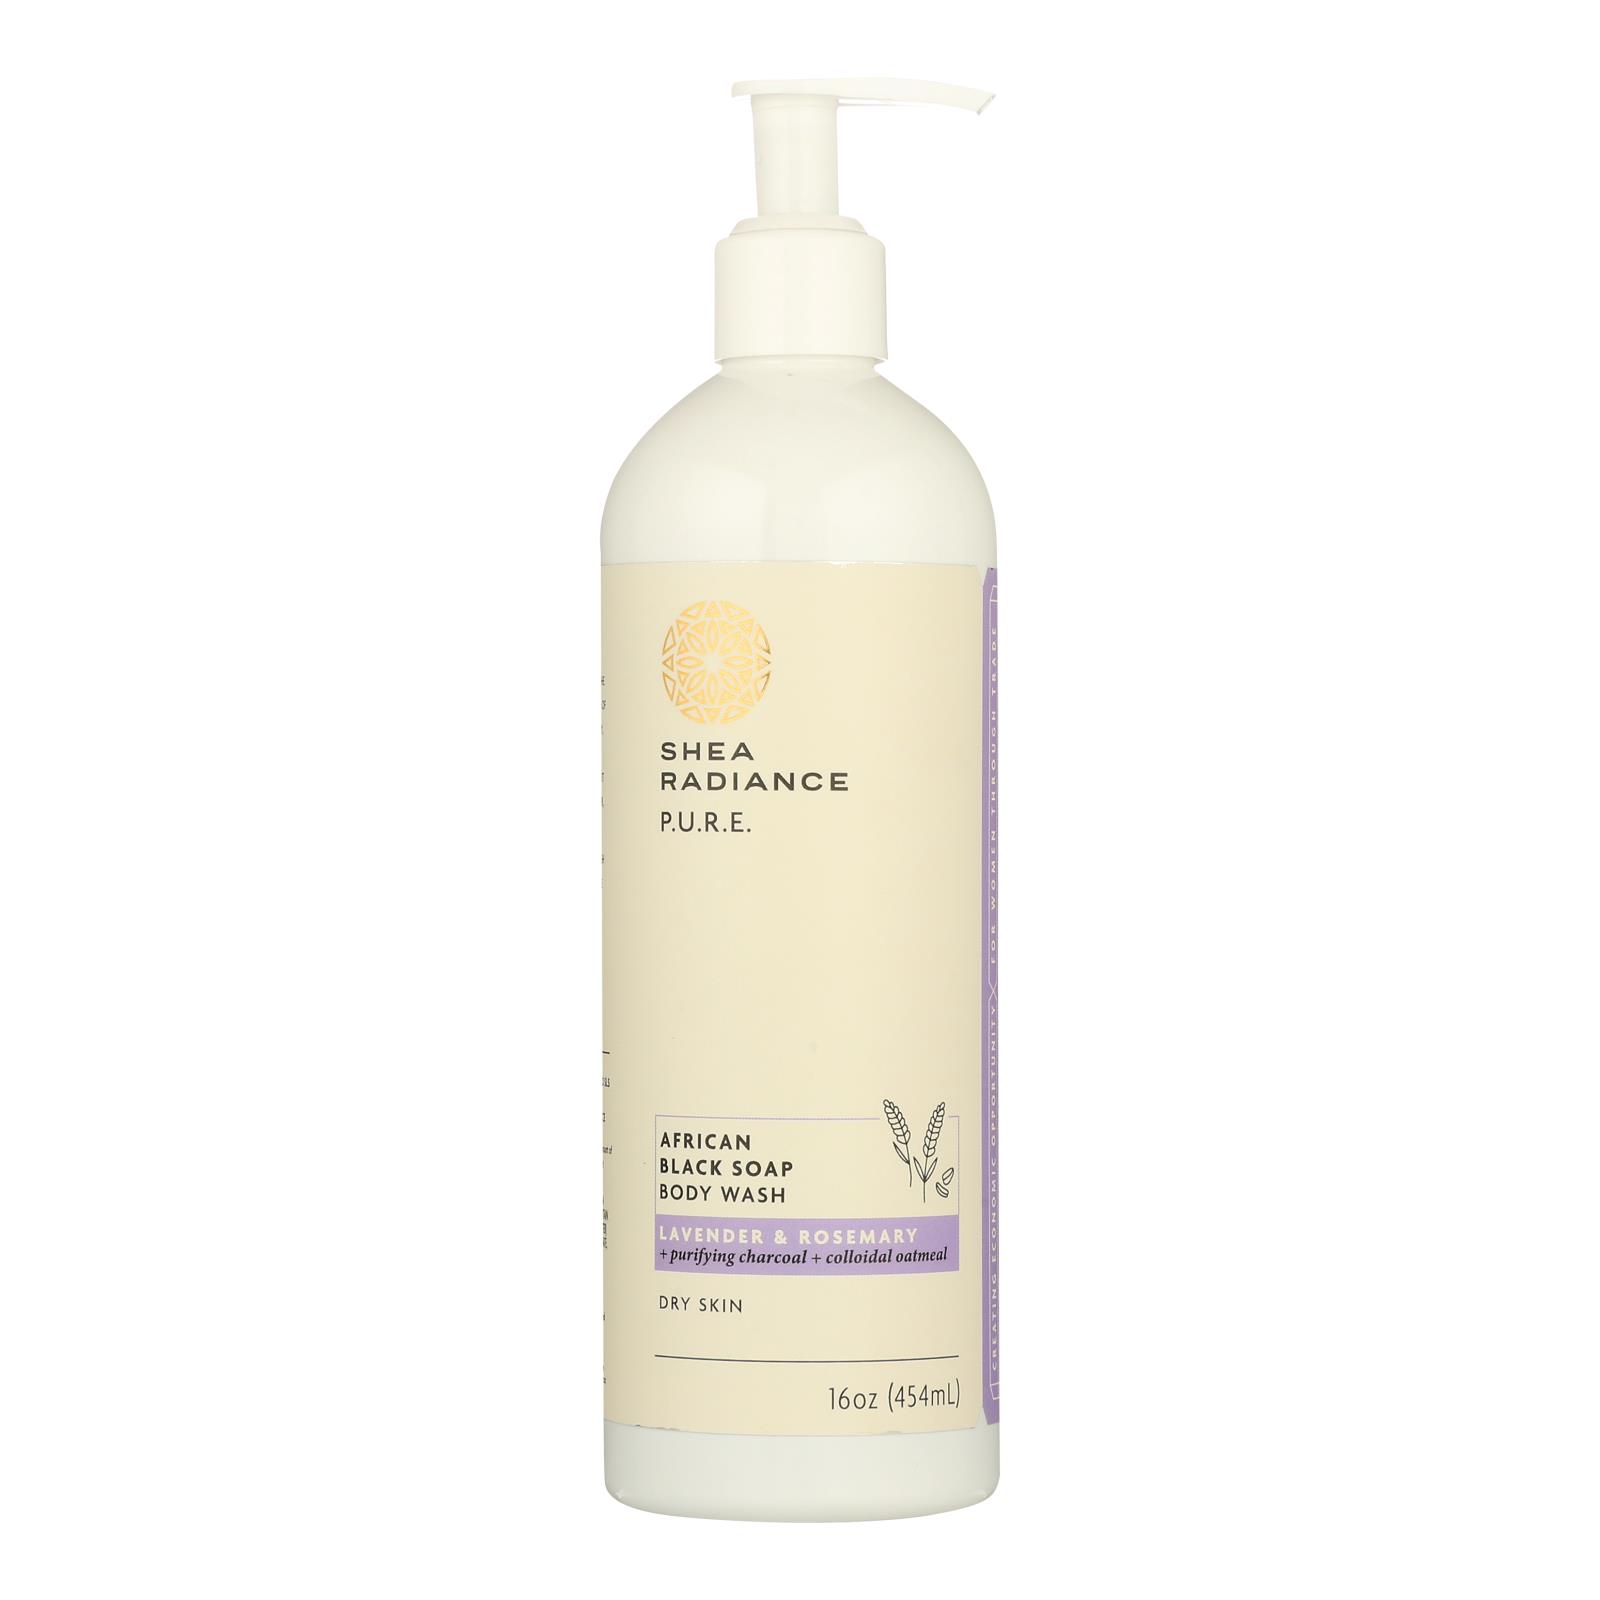 SHEA
RADIANCE
P.U.R.E.
AFRICAN
BLACK SOAP
BODY WASH
LAVENDER & ROSEMARY
+ purifying charcoal + colloidal oatmeal
DRY SKIN
16oz (454mL)
CREATING ECONOMIC OPPORTUNITY FOR WOMEN THROUGH TRADE